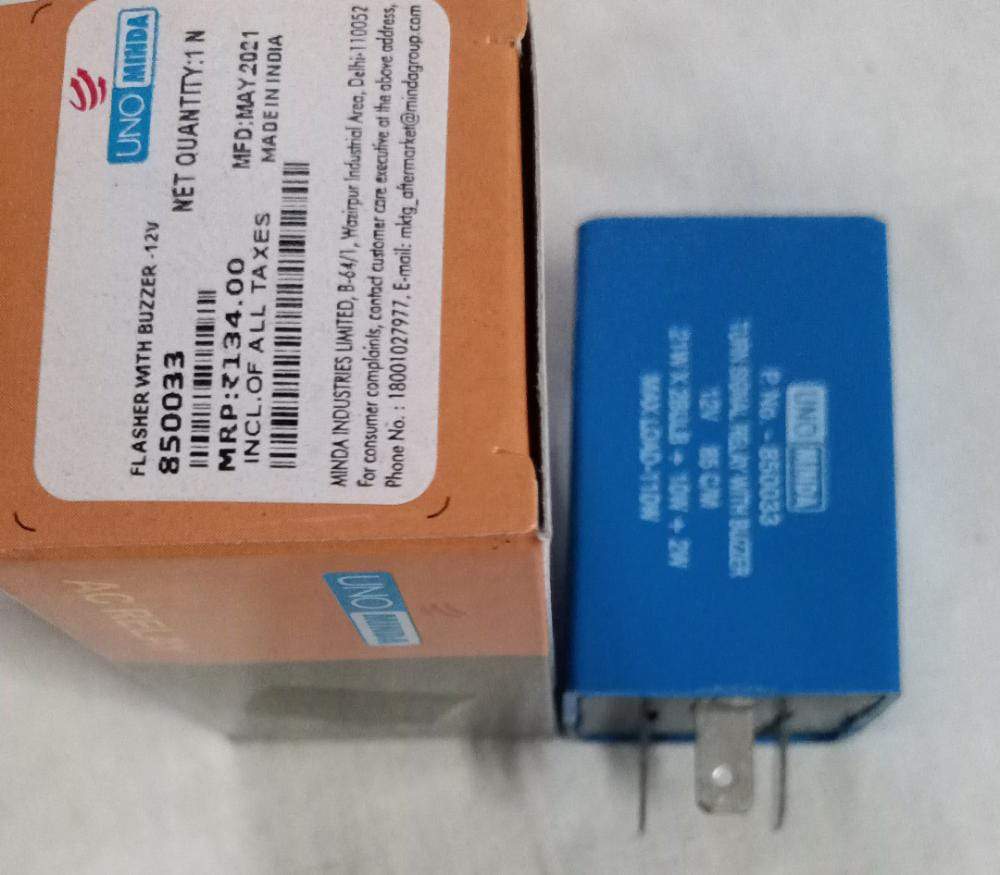 UNO MINDA
FLASHER WITH BUZZER -12V
850033
NET QUANTITY:1 N
MRP:₹134.00
MFD:MAY 2021
INCL.OF ALL TAXES
MADE IN INDIA
MINDA INDUSTRIES LIMITED, B-64/1, Wazirpur Industrial Area, Delhi-110052
For consumer complaints, contact customer care executive at the above address,
Phone No. : 18001027977, E-mail: mktg_aftermarket@mindagroup.com
UNO MINDA
UNO MINDA
P. No. - 850033
TURN SIGNAL RELAY WITH BUZZER
12V 85 C/M
21W X 2BULB + 10W + 2W
MAX LOAD-110W